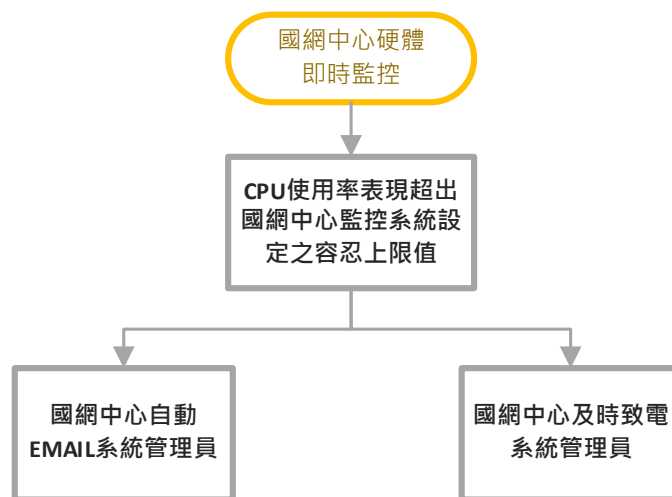 國網中心硬體
即時監控
CPU使用率表現超出
國網中心監控系統設
定之容忍上限值
國網中心自動
EMAIL系統管理員
國網中心及時致電
系統管理員